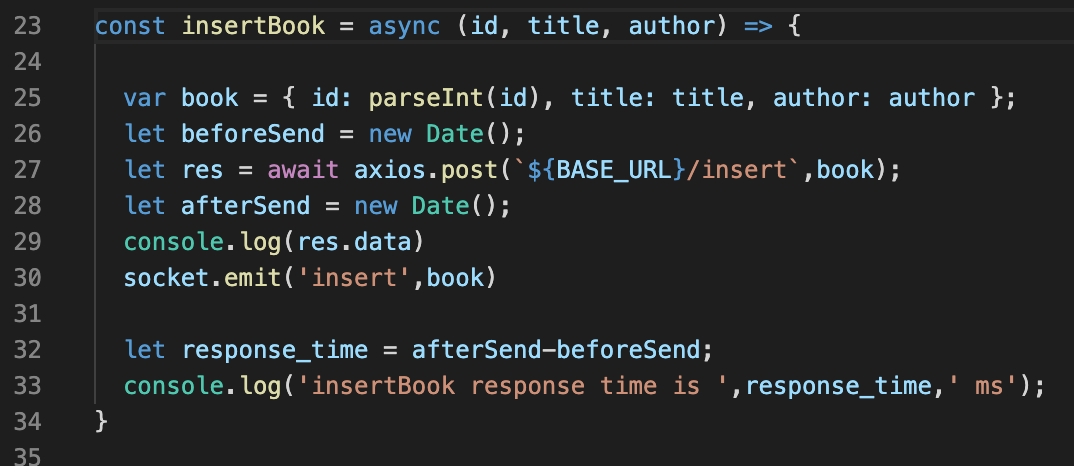 23 const insertBook = async (id, title, author) => {
24
25 var book = { id: parseInt(id), title: title, author: author };
26 let beforeSend = new Date();
27 let res = await axios.post(`${BASE_URL}/insert`,book);
28 let afterSend = new Date();
29 console.log(res.data)
30 socket.emit('insert',book)
31
32 let response_time = afterSend-beforeSend;
33 console.log('insertBook response time is ',response_time,' ms');
34 }
35